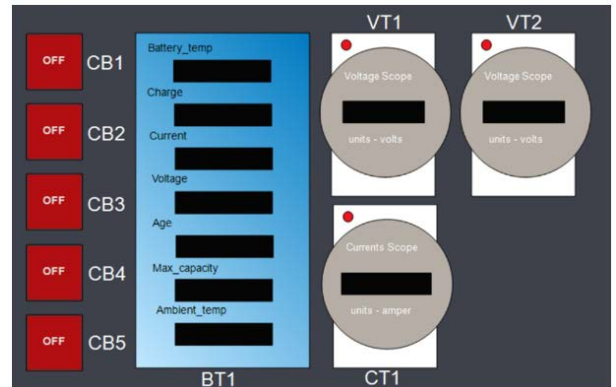 OFF CB1
OFF CB2
OFF CB3
OFF CB4
OFF CB5
Battery_temp
Charge
Current
Voltage
Age
Max_capacity
Ambient_temp
BT1
VT1
Voltage Scope
units - volts
VT2
Voltage Scope
units - volts
Currents Scope
units - amper
CT1